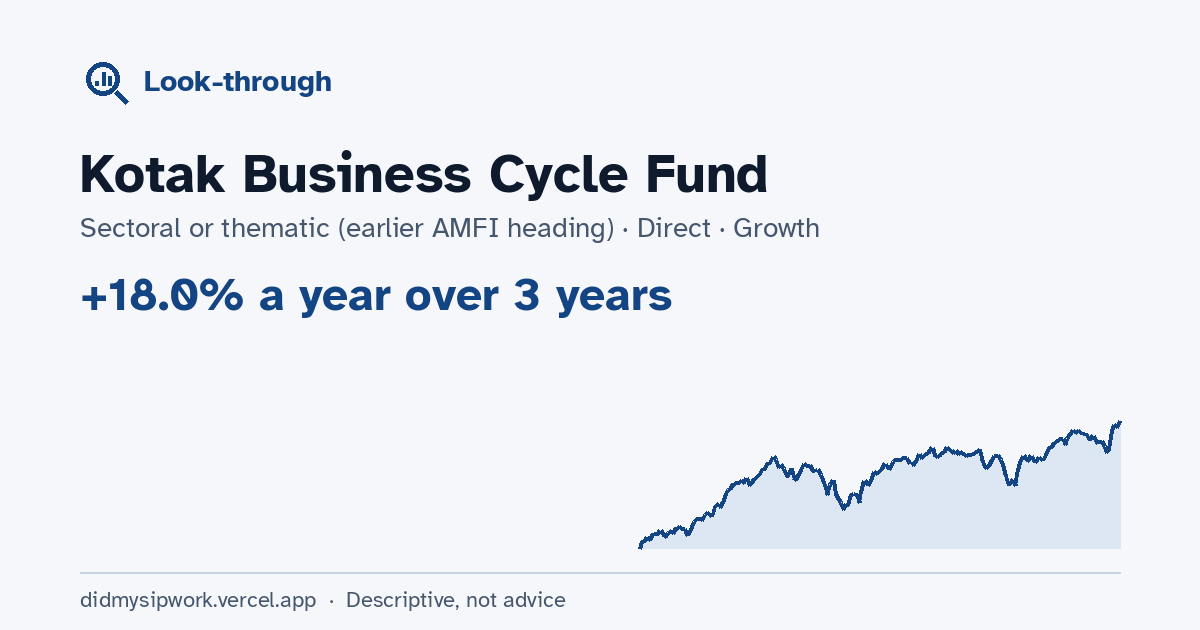 Look-through
Kotak Business Cycle Fund
Sectoral or thematic (earlier AMFI heading) · Direct · Growth
+18.0% a year over 3 years
didmysipwork.vercel.app · Descriptive, not advice